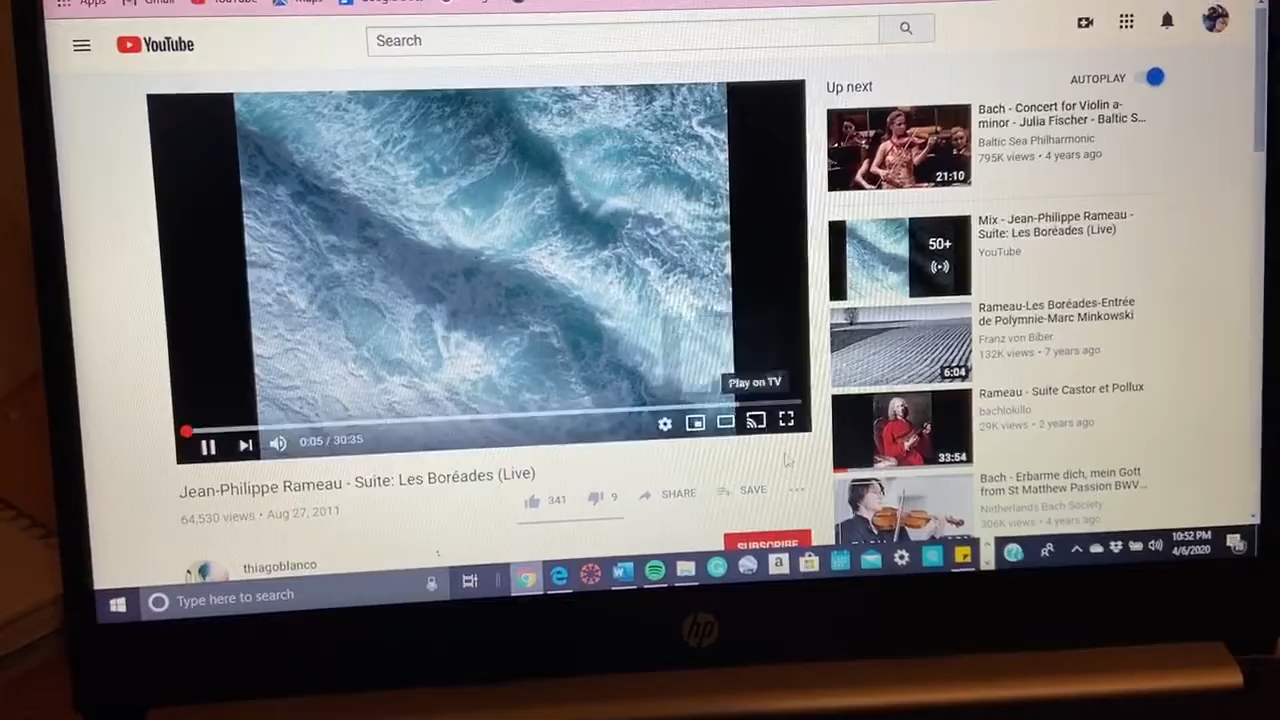 Apps
Gmail
YouTube
Maps
YouTube
Search
Up next
AUTOPLAY
Bach - Concert for Violin a-
minor - Julia Fischer - Baltic S...
Baltic Sea Philharmonic
795K views • 4 years ago
21:10
Mix - Jean-Philippe Rameau -
Suite: Les Boréades (Live)
YouTube
50+
Rameau-Les Boréades-Entrée
de Polymnie-Marc Minkowski
Franz von Biber
132K views • 7 years ago
6:04
Rameau - Suite Castor et Pollux
bachlokillo
29K views • 2 years ago
33:54
Bach - Erbarme dich, mein Gott
from St Matthew Passion BWV...
Netherlands Bach Society
306K views • 4 years ago
Play on TV
0:05 / 30:35
Jean-Philippe Rameau - Suite: Les Boréades (Live)
64,530 views • Aug 27, 2011
341
9
SHARE
SAVE
thiagoblanco
SUBSCRIBE
Type here to search
10:52 PM
4/6/2020
hp